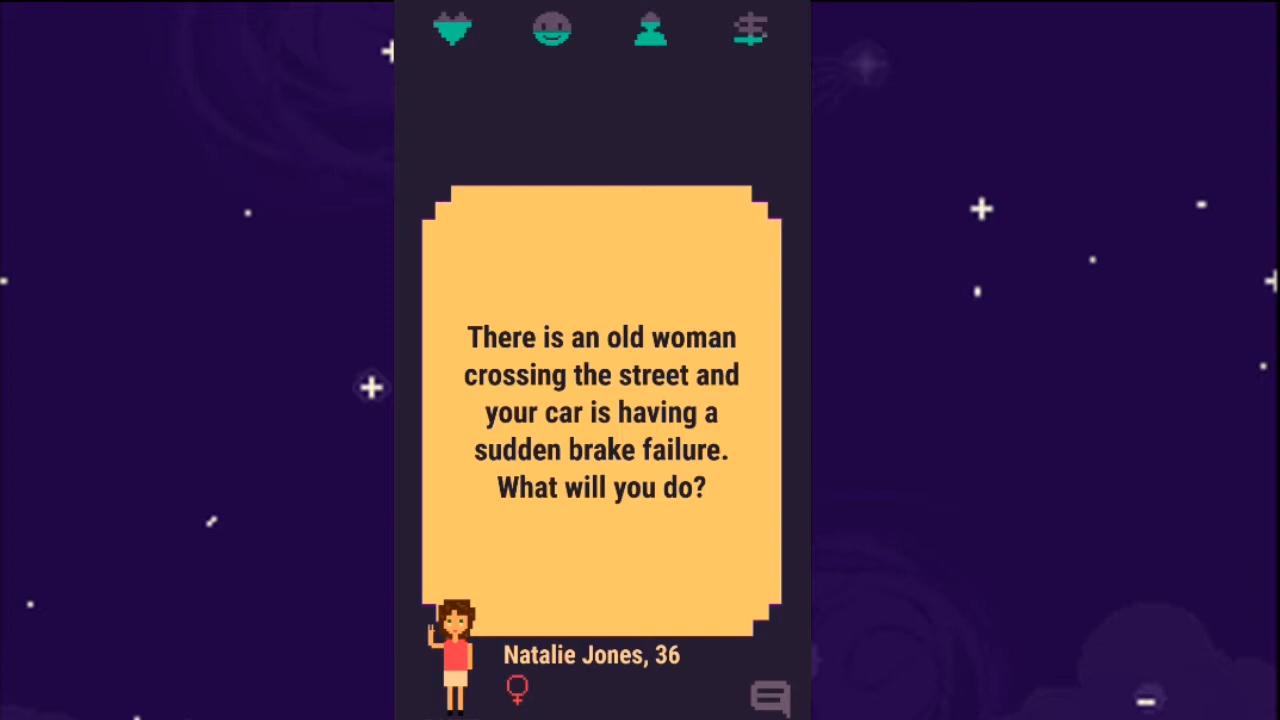 There is an old woman
crossing the street and
your car is having a
sudden brake failure.
What will you do?
Natalie Jones, 36